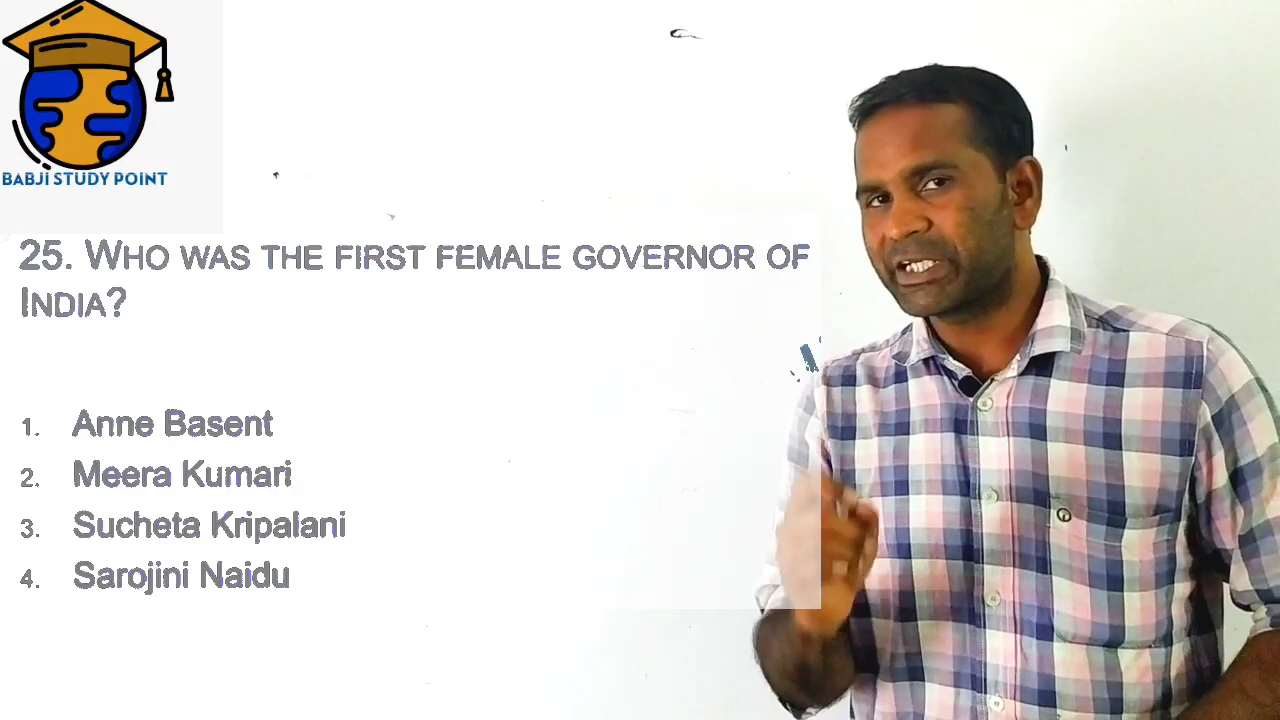 BABJI STUDY POINT
25. WHO WAS THE FIRST FEMALE GOVERNOR OF
INDIA?
1. Anne Basent
2. Meera Kumari
3. Sucheta Kripalani
4. Sarojini Naidu